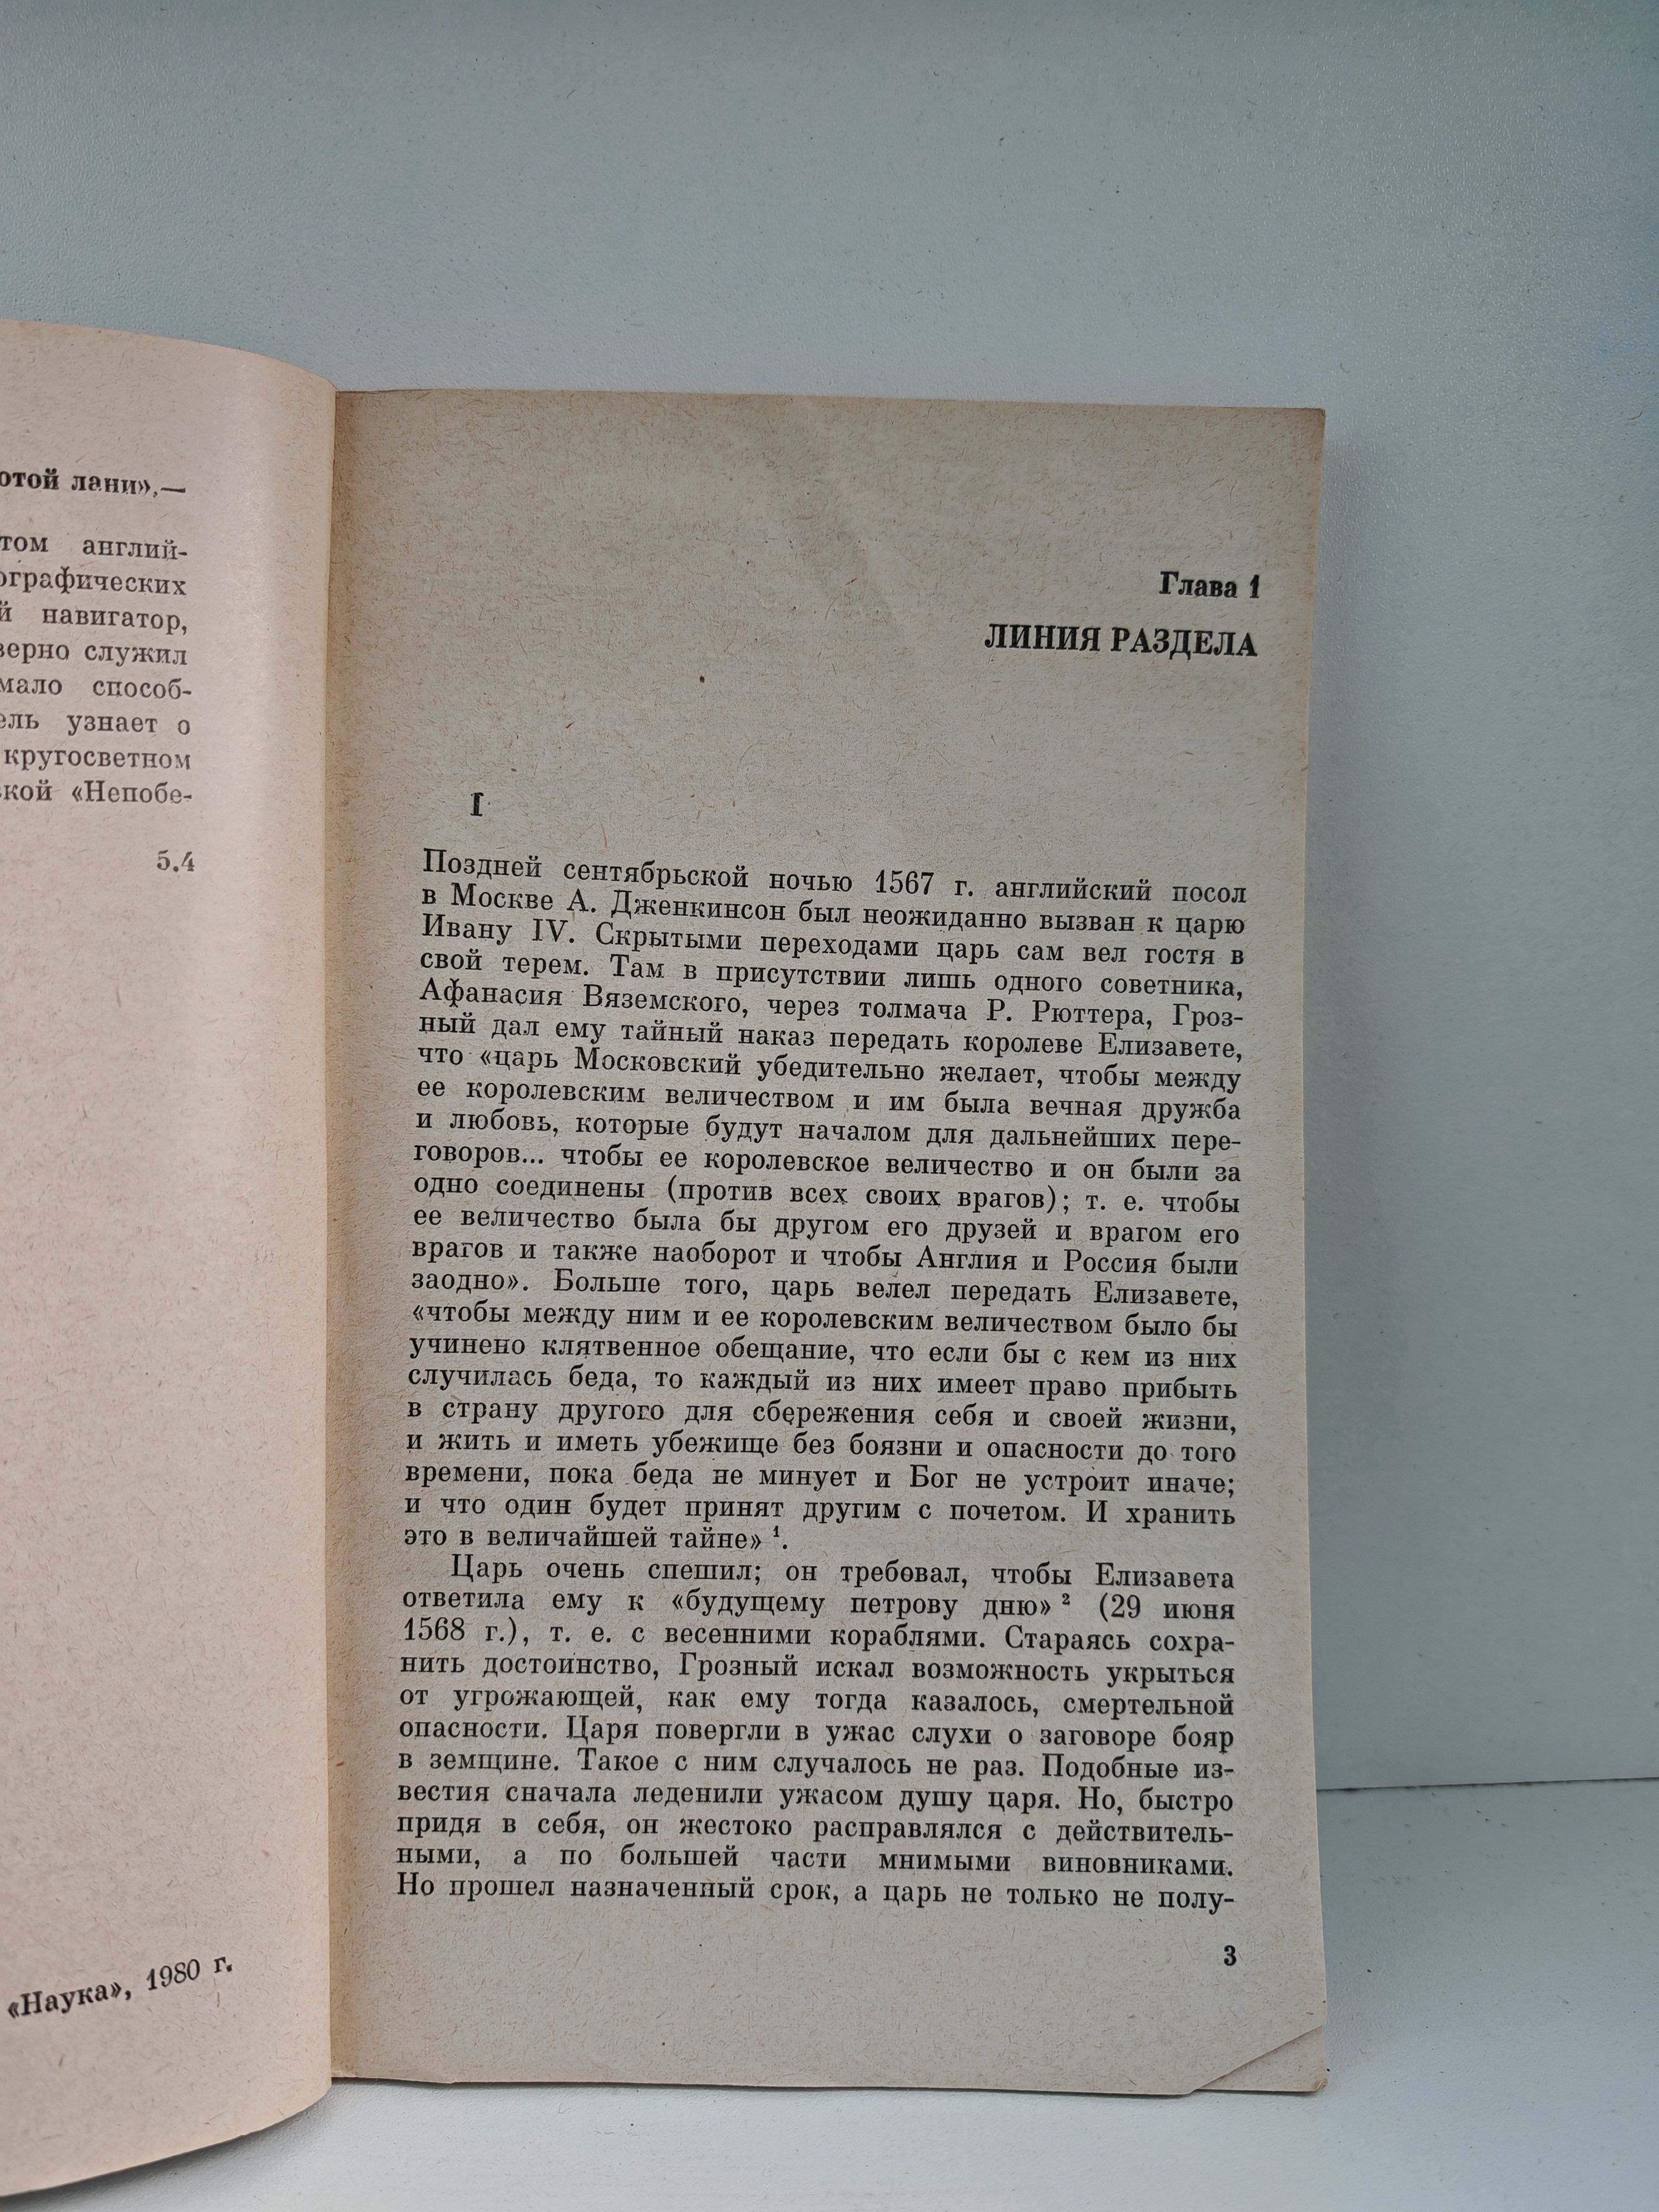 отой лани».—
том англий-
ографических
й навигатор,
верно служил
мало способ-
ель узнает о
кругосветном
ской «Непобе-
5.4
«Наука», 1980 г.
Глава 1
ЛИНИЯ РАЗДЕЛА
I
Поздней сентябрьской ночью 1567 г. английский посол
в Москве А. Дженкинсон был неожиданно вызван к царю
Ивану IV. Скрытыми переходами царь сам вел гостя в
свой терем. Там в присутствии лишь одного советника,
Афанасия Вяземского, через толмача Р. Рюттера, Гроз-
ный дал ему тайный наказ передать королеве Елизавете,
что «царь Московский убедительно желает, чтобы между
ее королевским величеством и им была вечная дружба
и любовь, которые будут началом для дальнейших пере-
говоров... чтобы ее королевское величество и он были за
одно соединены (против всех своих врагов); т. е. чтобы
ее величество была бы другом его друзей и врагом его
врагов и также наоборот и чтобы Англия и Россия были
заодно». Больше того, царь велел передать Елизавете,
«чтобы между ним и ее королевским величеством было бы
учинено клятвенное обещание, что если бы с кем из них
случилась беда, то каждый из них имеет право прибыть
в страну другого для сбережения себя и своей жизни,
и жить и иметь убежище без боязни и опасности до того
времени, пока беда не минует и Бог не устроит иначе;
и что один будет принят другим с почетом. И хранить
это в величайшей тайне» ¹.
Царь очень спешил; он требовал, чтобы Елизавета
ответила ему к «будущему петрову дню» ² (29 июня
1568 г.), т. е. с весенними кораблями. Стараясь сохра-
нить достоинство, Грозный искал возможность укрыться
от угрожающей, как ему тогда казалось, смертельной
опасности. Царя повергли в ужас слухи о заговоре бояр
в земщине. Такое с ним случалось не раз. Подобные из-
вестия сначала леденили ужасом душу царя. Но, быстро
придя в себя, он жестоко расправлялся с действитель-
ными, а по большей части мнимыми виновниками.
Но прошел назначенный срок, а царь не только не полу-
3